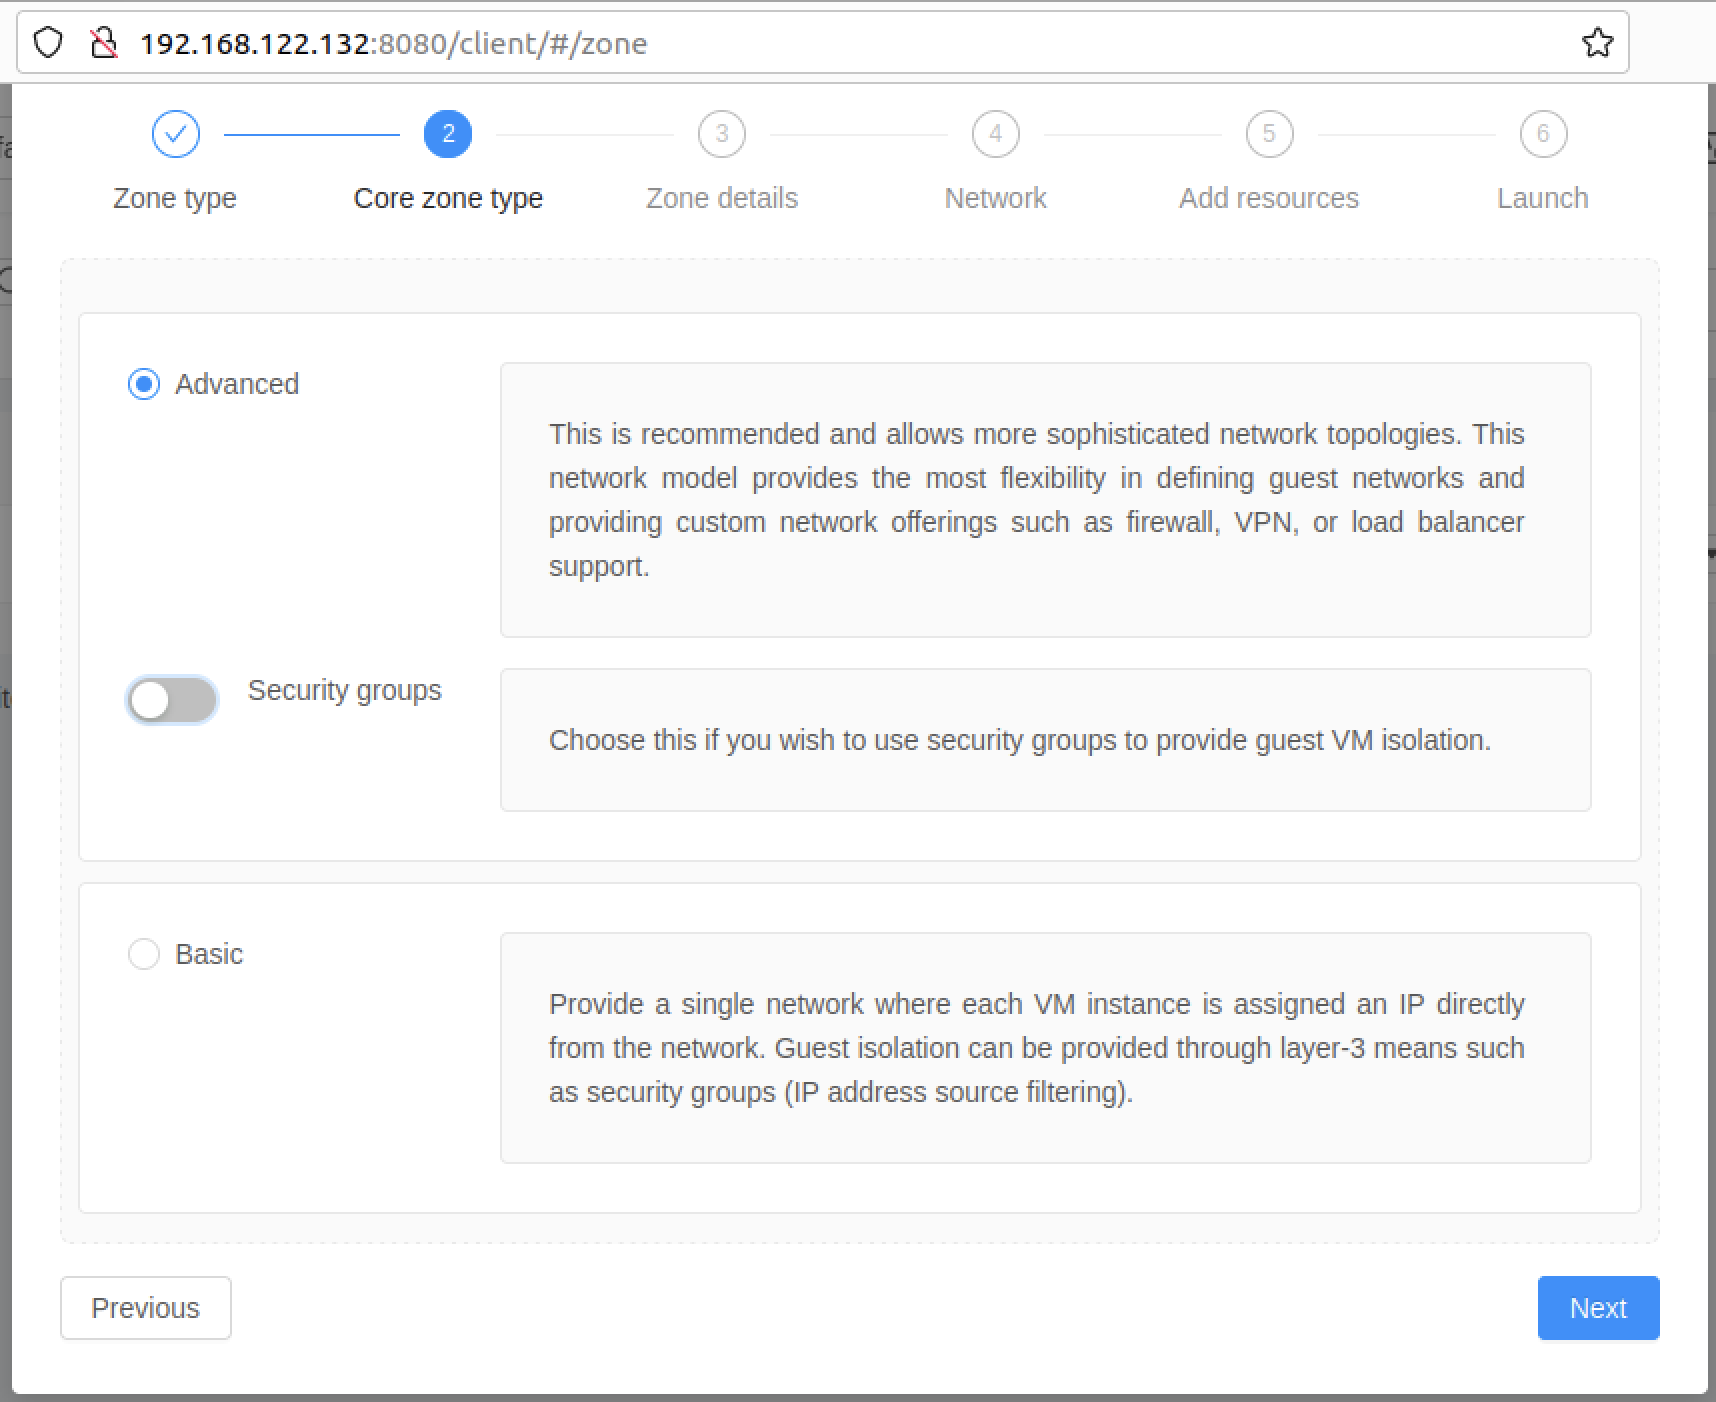 192.168.122.132:8080/client/#/zone
2 3 4 5 6
Zone type Core zone type Zone details Network Add resources Launch
Advanced
This is recommended and allows more sophisticated network topologies. This
network model provides the most flexibility in defining guest networks and
providing custom network offerings such as firewall, VPN, or load balancer
support.
Security groups
Choose this if you wish to use security groups to provide guest VM isolation.
Basic
Provide a single network where each VM instance is assigned an IP directly
from the network. Guest isolation can be provided through layer-3 means such
as security groups (IP address source filtering).
Previous Next